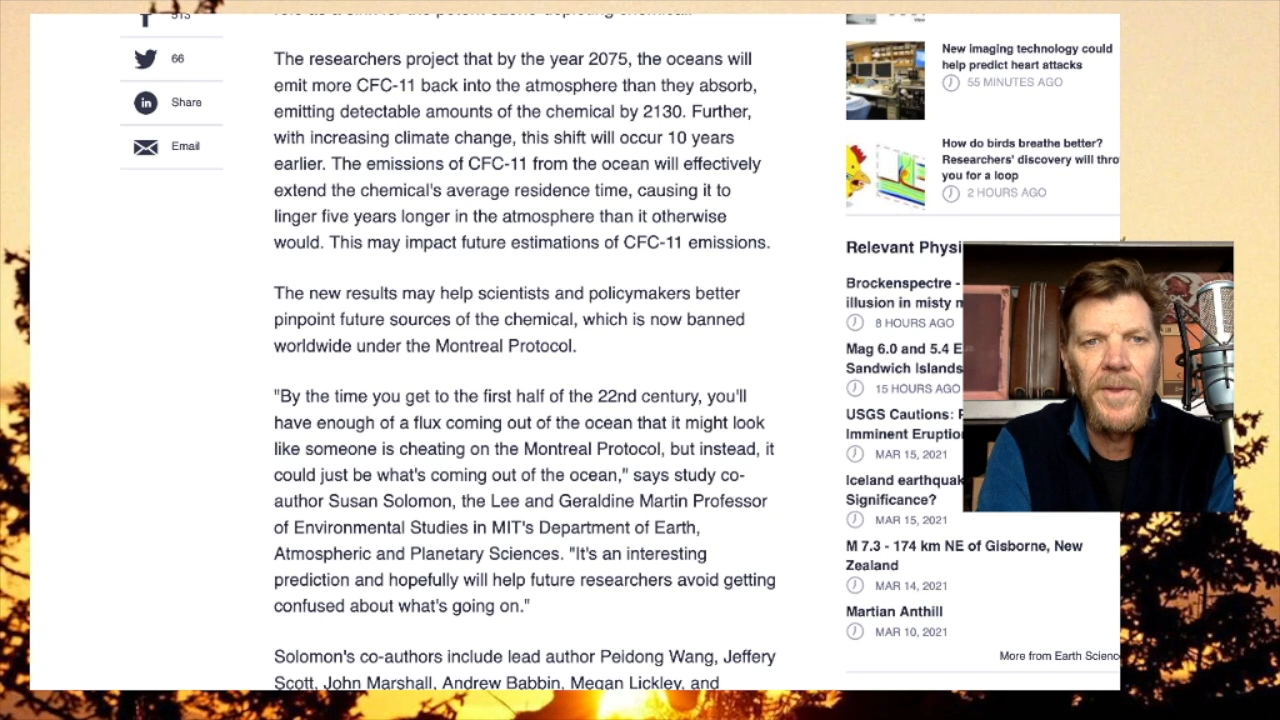 513
66
Share
Email
The researchers project that by the year 2075, the oceans will
emit more CFC-11 back into the atmosphere than they absorb,
emitting detectable amounts of the chemical by 2130. Further,
with increasing climate change, this shift will occur 10 years
earlier. The emissions of CFC-11 from the ocean will effectively
extend the chemical's average residence time, causing it to
linger five years longer in the atmosphere than it otherwise
would. This may impact future estimations of CFC-11 emissions.
The new results may help scientists and policymakers better
pinpoint future sources of the chemical, which is now banned
worldwide under the Montreal Protocol.
"By the time you get to the first half of the 22nd century, you'll
have enough of a flux coming out of the ocean that it might look
like someone is cheating on the Montreal Protocol, but instead, it
could just be what's coming out of the ocean," says study co-
author Susan Solomon, the Lee and Geraldine Martin Professor
of Environmental Studies in MIT's Department of Earth,
Atmospheric and Planetary Sciences. "It's an interesting
prediction and hopefully will help future researchers avoid getting
confused about what's going on."
Solomon's co-authors include lead author Peidong Wang, Jeffery
Scott, John Marshall, Andrew Babbin, Megan Lickley, and
New imaging technology could
help predict heart attacks
55 MINUTES AGO
How do birds breathe better?
Researchers' discovery will thro
you for a loop
2 HOURS AGO
Relevant Physi
Brockenspectre -
illusion in misty m
8 HOURS AGO
Mag 6.0 and 5.4 E
Sandwich Islands
15 HOURS AGO
USGS Cautions: P
Imminent Eruptio
MAR 15, 2021
Iceland earthquak
Significance?
MAR 15, 2021
M 7.3 - 174 km NE of Gisborne, New
Zealand
MAR 14, 2021
Martian Anthill
MAR 10, 2021
More from Earth Scienc